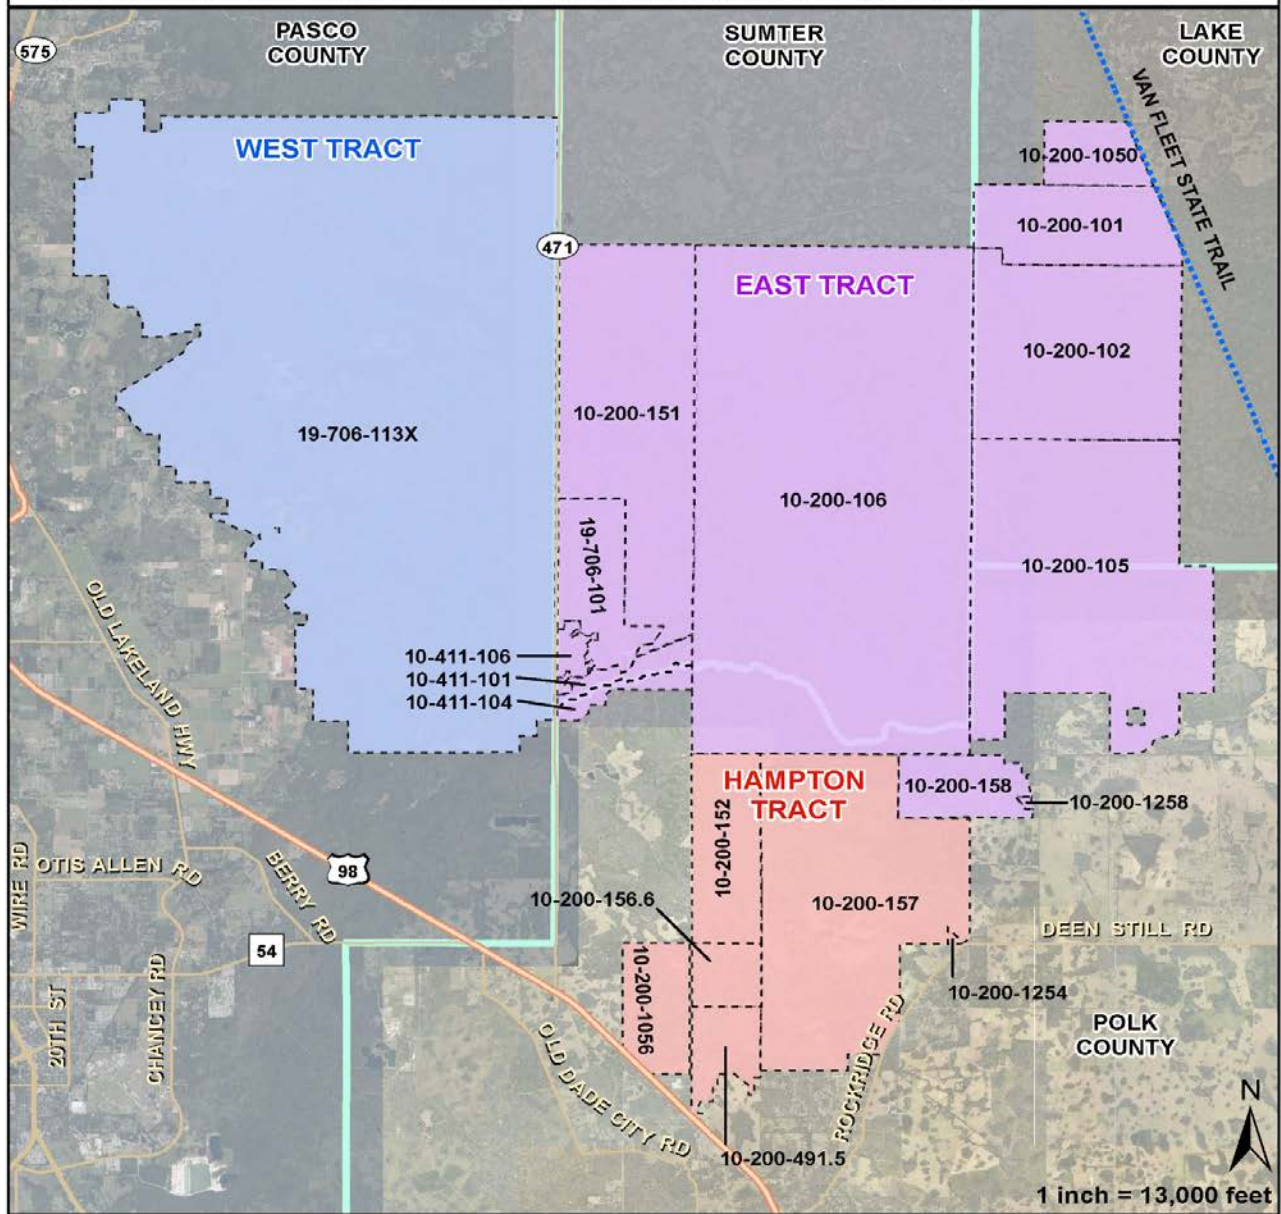 PASCO
COUNTY
SUMTER
COUNTY
LAKE
COUNTY
575
VAN FLEET STATE TRAIL
WEST TRACT
10-200-1050
10-200-101
471
EAST TRACT
10-200-102
10-200-151
19-706-113X
10-200-106
19-706-101
10-200-105
OLD LAKELAND HWY
10-411-106
10-411-101
10-411-104
HAMPTON
TRACT
10-200-158
10-200-1258
10-200-152
WIRE RD
OTIS ALLEN RD
BERRY RD
98
10-200-156.6
10-200-157
DEEN STILL RD
54
10-200-1056
10-200-1254
20TH ST
CHANCEY RD
OLD DADE CITY RD
ROCKRIDGE RD
POLK
COUNTY
N
10-200-491.5
1 inch = 13,000 feet